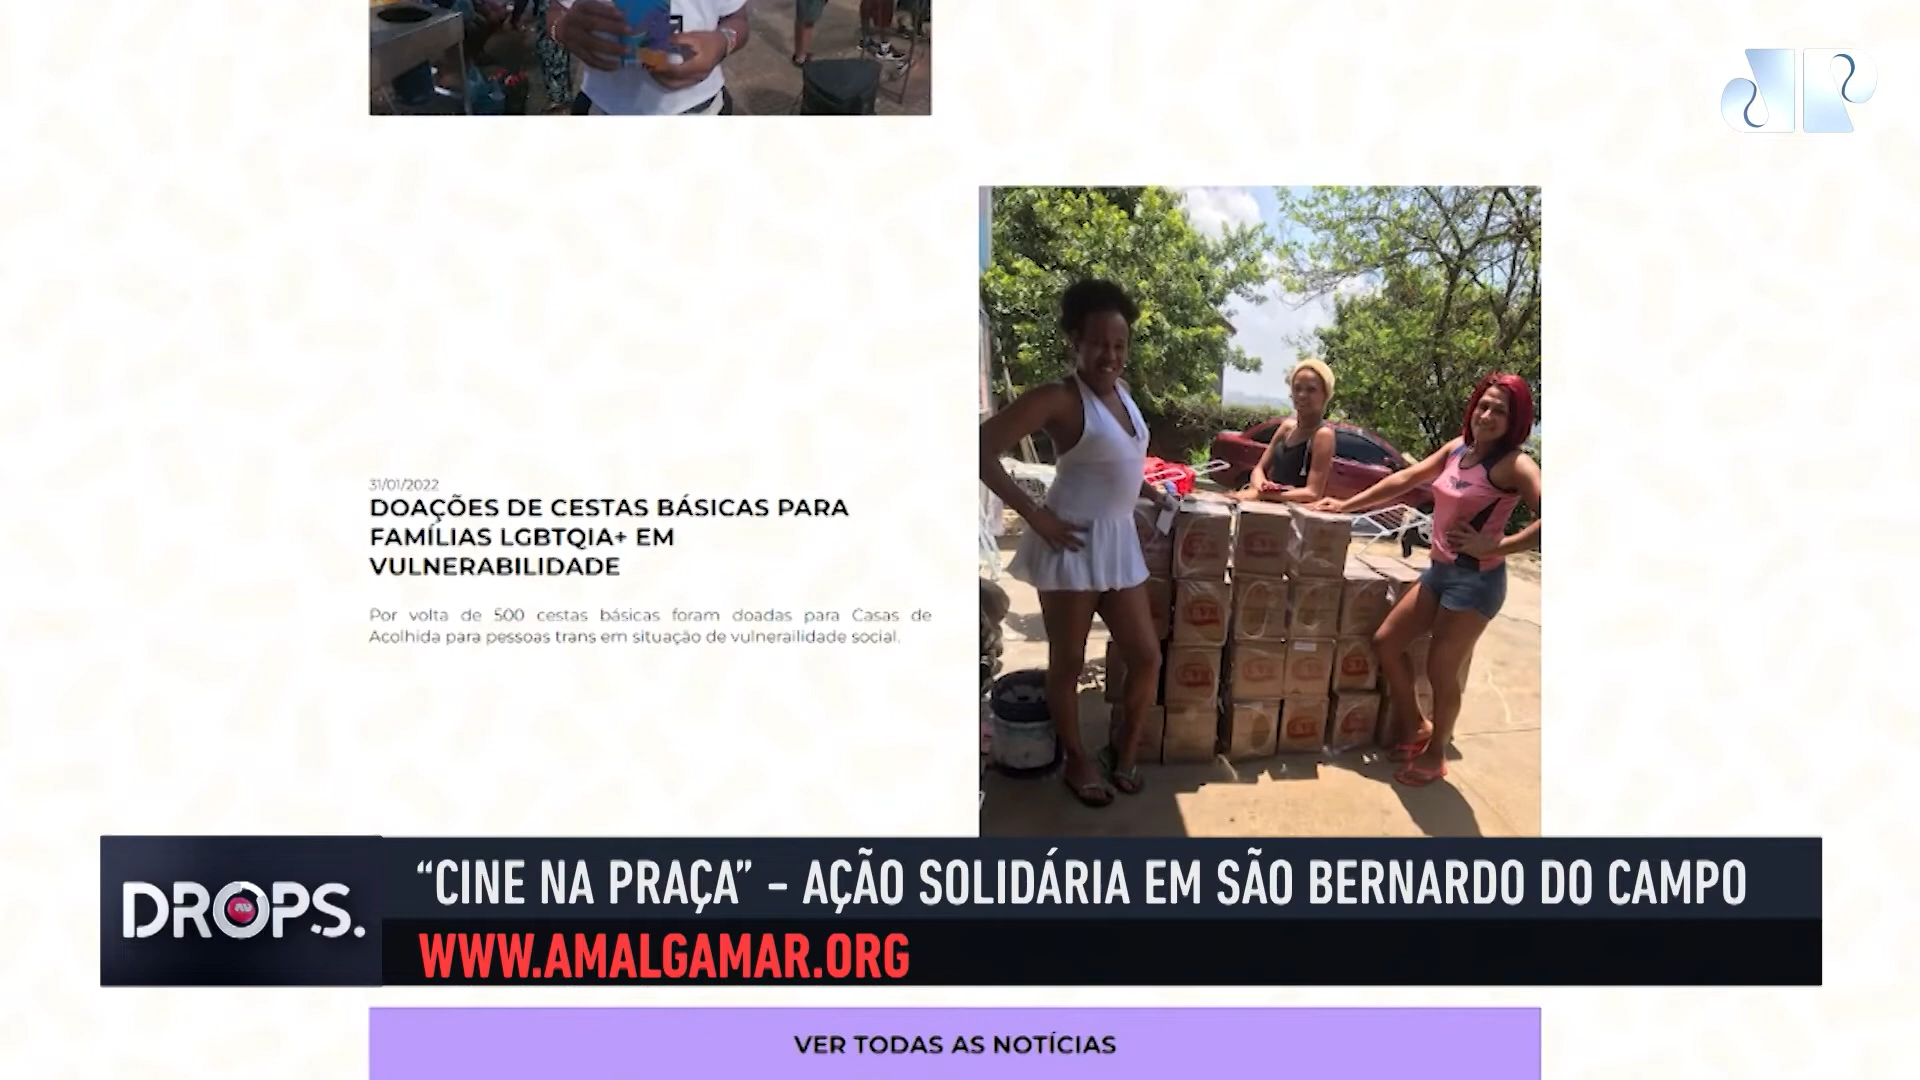 JP
31/01/2022
DOAÇÕES DE CESTAS BÁSICAS PARA
FAMÍLIAS LGBTQIA+ EM
VULNERABILIDADE
Por volta de 500 cestas básicas foram doadas para Casas de
Acolhida para pessoas trans em situação de vulnerailidade social.
DROPS.
“CINE NA PRAÇA” – AÇÃO SOLIDÁRIA EM SÃO BERNARDO DO CAMPO
WWW.AMALGAMAR.ORG
VER TODAS AS NOTÍCIAS